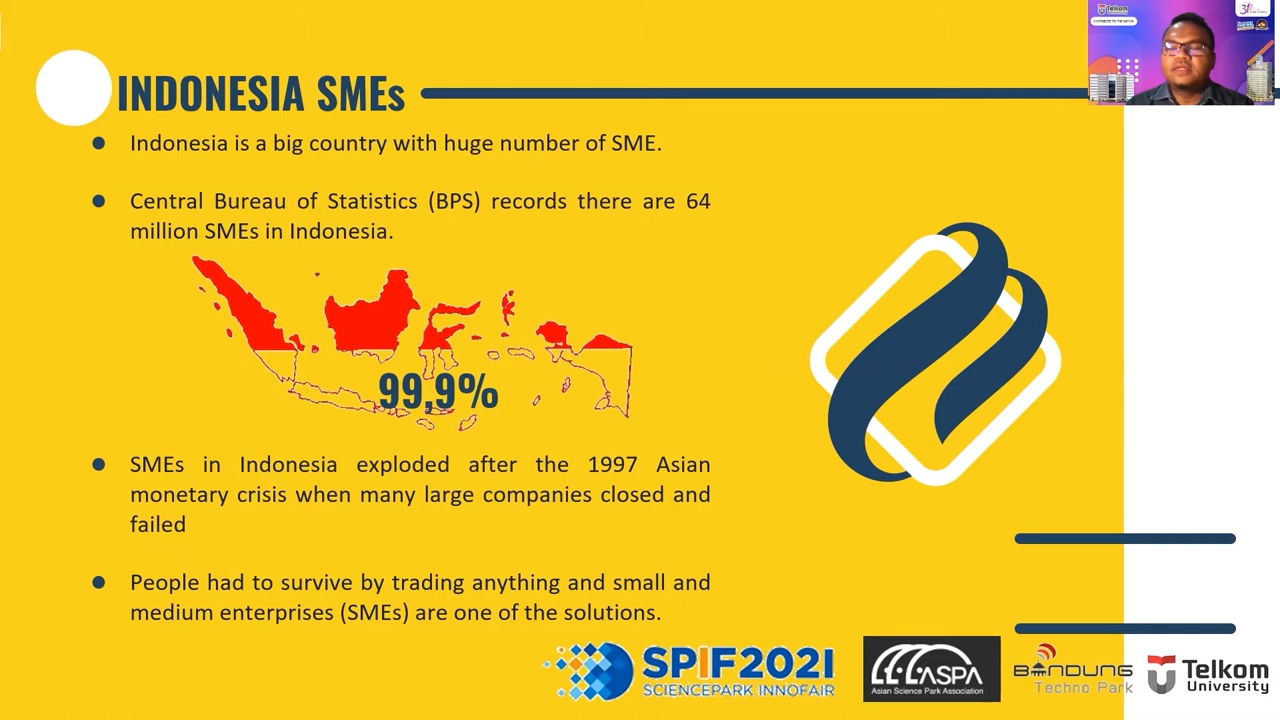 INDONESIA SMEs
Indonesia is a big country with huge number of SME.
Central Bureau of Statistics (BPS) records there are 64
million SMEs in Indonesia.
99,9%
SMEs in Indonesia exploded after the 1997 Asian
monetary crisis when many large companies closed and
failed
People had to survive by trading anything and small and
medium enterprises (SMEs) are one of the solutions.
SPIF2021
SCIENCEPARK INNOFAIR
ASPA
Asian Science Park Association
BANDUNG
Techno Park
Telkom
University
Telkom